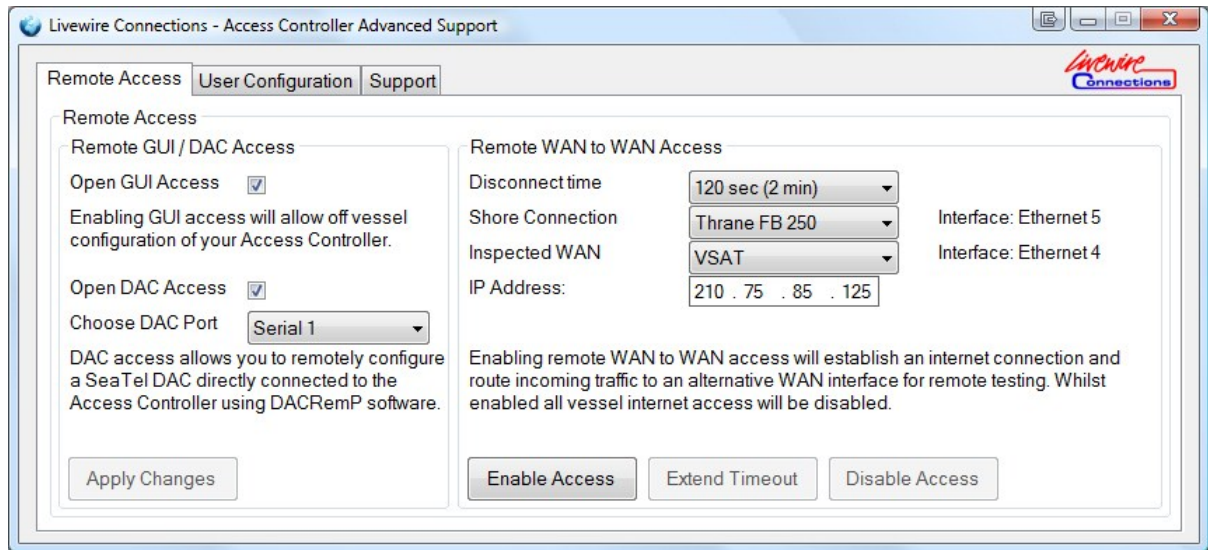 Livewire Connections - Access Controller Advanced Support
Livewire
Connections
Remote Access
User Configuration
Support
Remote Access
Remote GUI / DAC Access
Open GUI Access
Enabling GUI access will allow off vessel
configuration of your Access Controller.
Open DAC Access
Choose DAC Port
Serial 1
DAC access allows you to remotely configure
a SeaTel DAC directly connected to the
Access Controller using DACRemP software.
Apply Changes
Remote WAN to WAN Access
Disconnect time
120 sec (2 min)
Shore Connection
Thrane FB 250
Interface: Ethernet 5
Inspected WAN
VSAT
Interface: Ethernet 4
IP Address:
210 . 75 . 85 . 125
Enabling remote WAN to WAN access will establish an internet connection and
route incoming traffic to an alternative WAN interface for remote testing. Whilst
enabled all vessel internet access will be disabled.
Enable Access
Extend Timeout
Disable Access